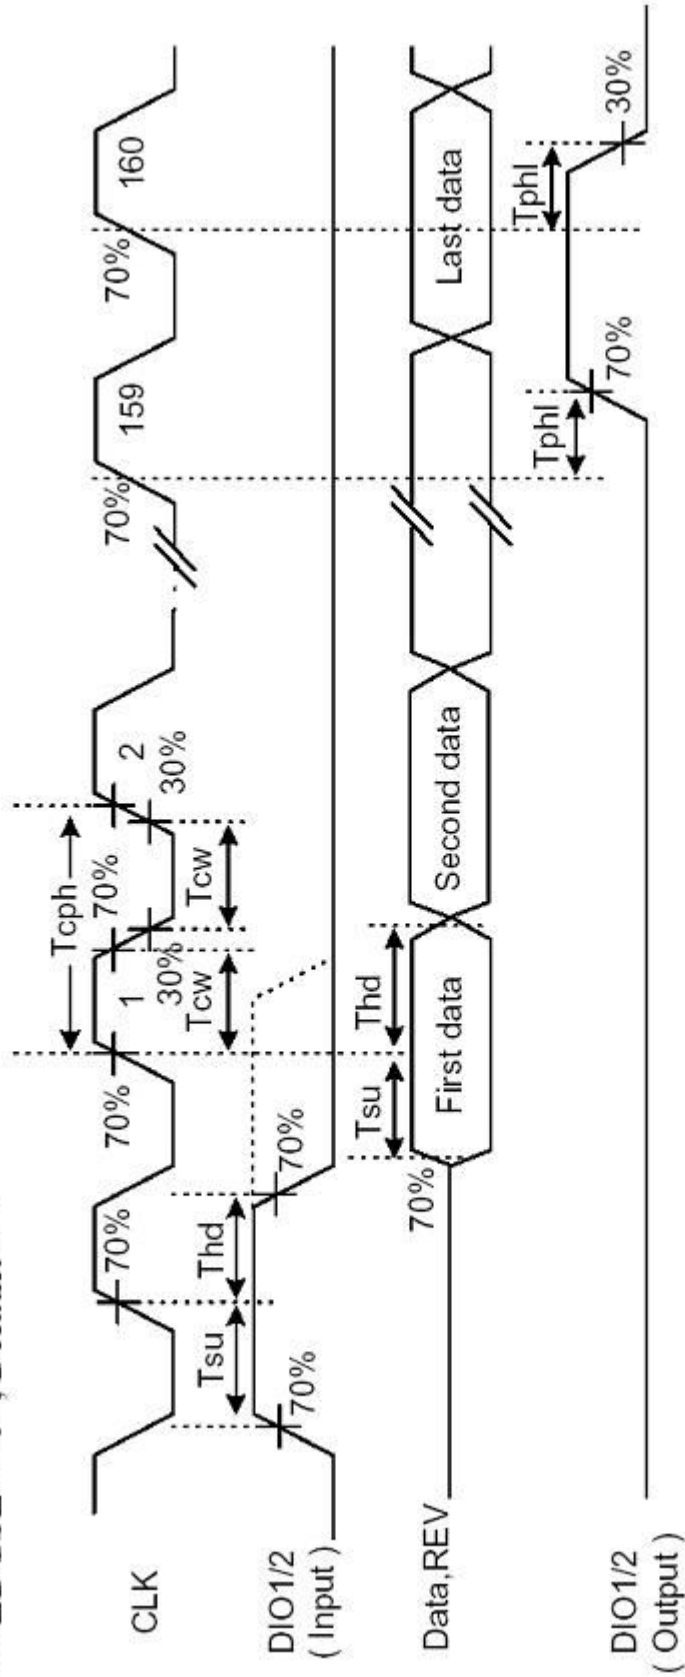 CLK
70%
70%
1
30%
Tcph
70%
2
30%
70%
159
70%
160
Tcw
Tcw
DIO1/2
( Input )
70%
Tsu
Thd
70%
Data,REV
70%
Tsu
Thd
First data
Second data
Last data
DIO1/2
( Output )
Tphl
70%
Tphl
30%